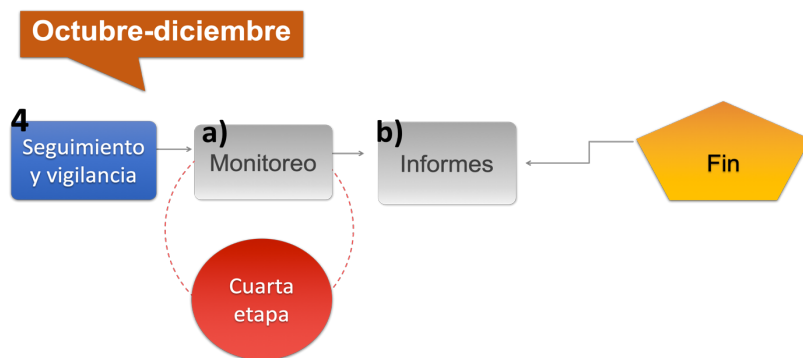 Octubre-diciembre
4
Seguimiento
y vigilancia
a)
Monitoreo
b)
Informes
Fin
Cuarta
etapa